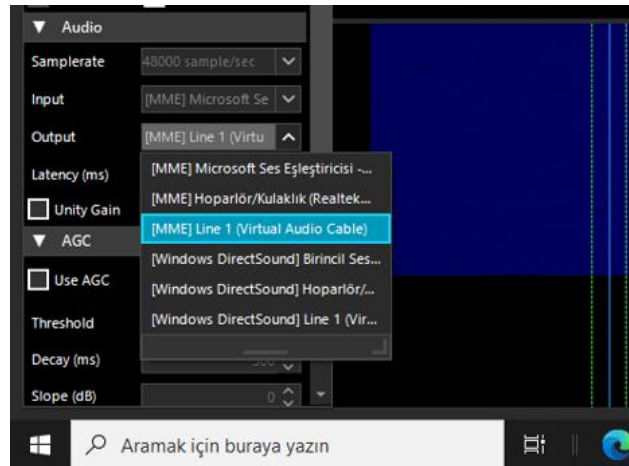 ▼ Audio
Samplerate 48000 sample/sec
Input [MME] Microsoft Se
Output [MME] Line 1 (Virtu
Latency (ms)
[MME] Microsoft Ses Eşleştiricisi -...
Unity Gain
[MME] Hoparlör/Kulaklık (Realtek...
[MME] Line 1 (Virtual Audio Cable)
▼ AGC
[Windows DirectSound] Birincil Ses...
Use AGC
[Windows DirectSound] Hoparlör/...
Threshold
[Windows DirectSound] Line 1 (Vir...
Decay (ms)
Slope (dB) 0
Aramak için buraya yazın